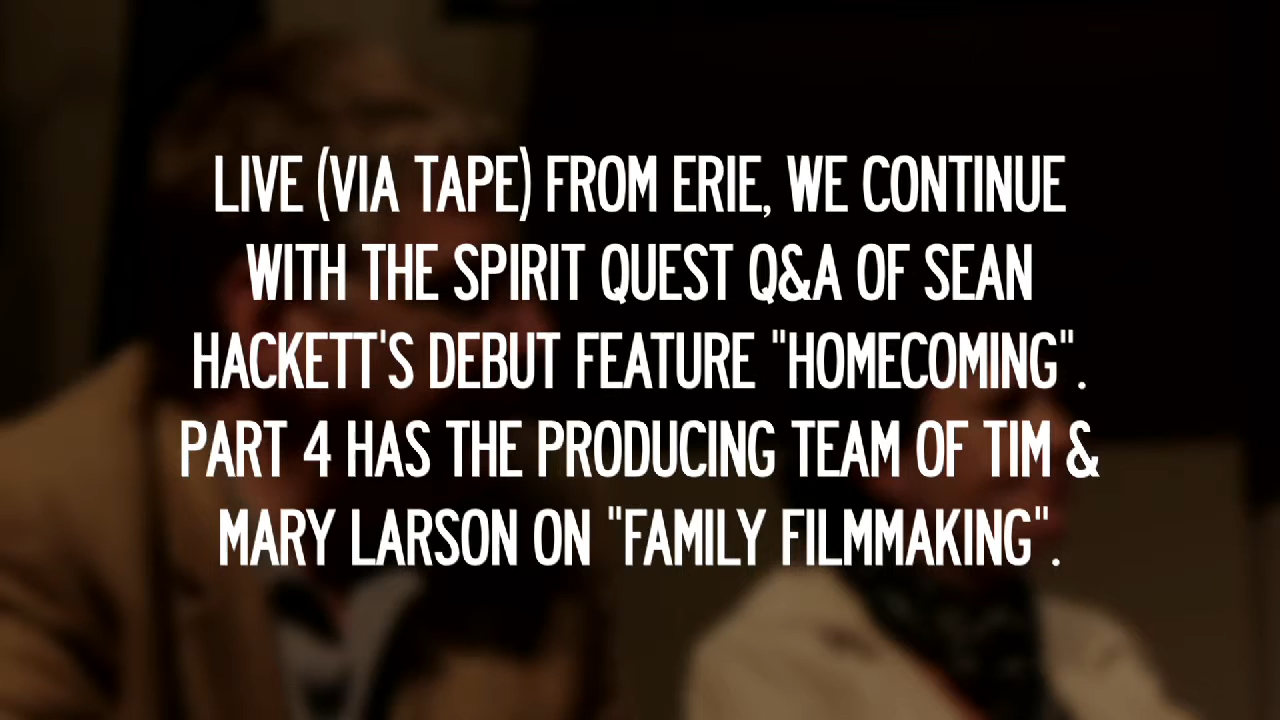 LIVE (VIA TAPE) FROM ERIE, WE CONTINUE
WITH THE SPIRIT QUEST Q&A OF SEAN
HACKETT'S DEBUT FEATURE "HOMECOMING".
PART 4 HAS THE PRODUCING TEAM OF TIM &
MARY LARSON ON "FAMILY FILMMAKING".